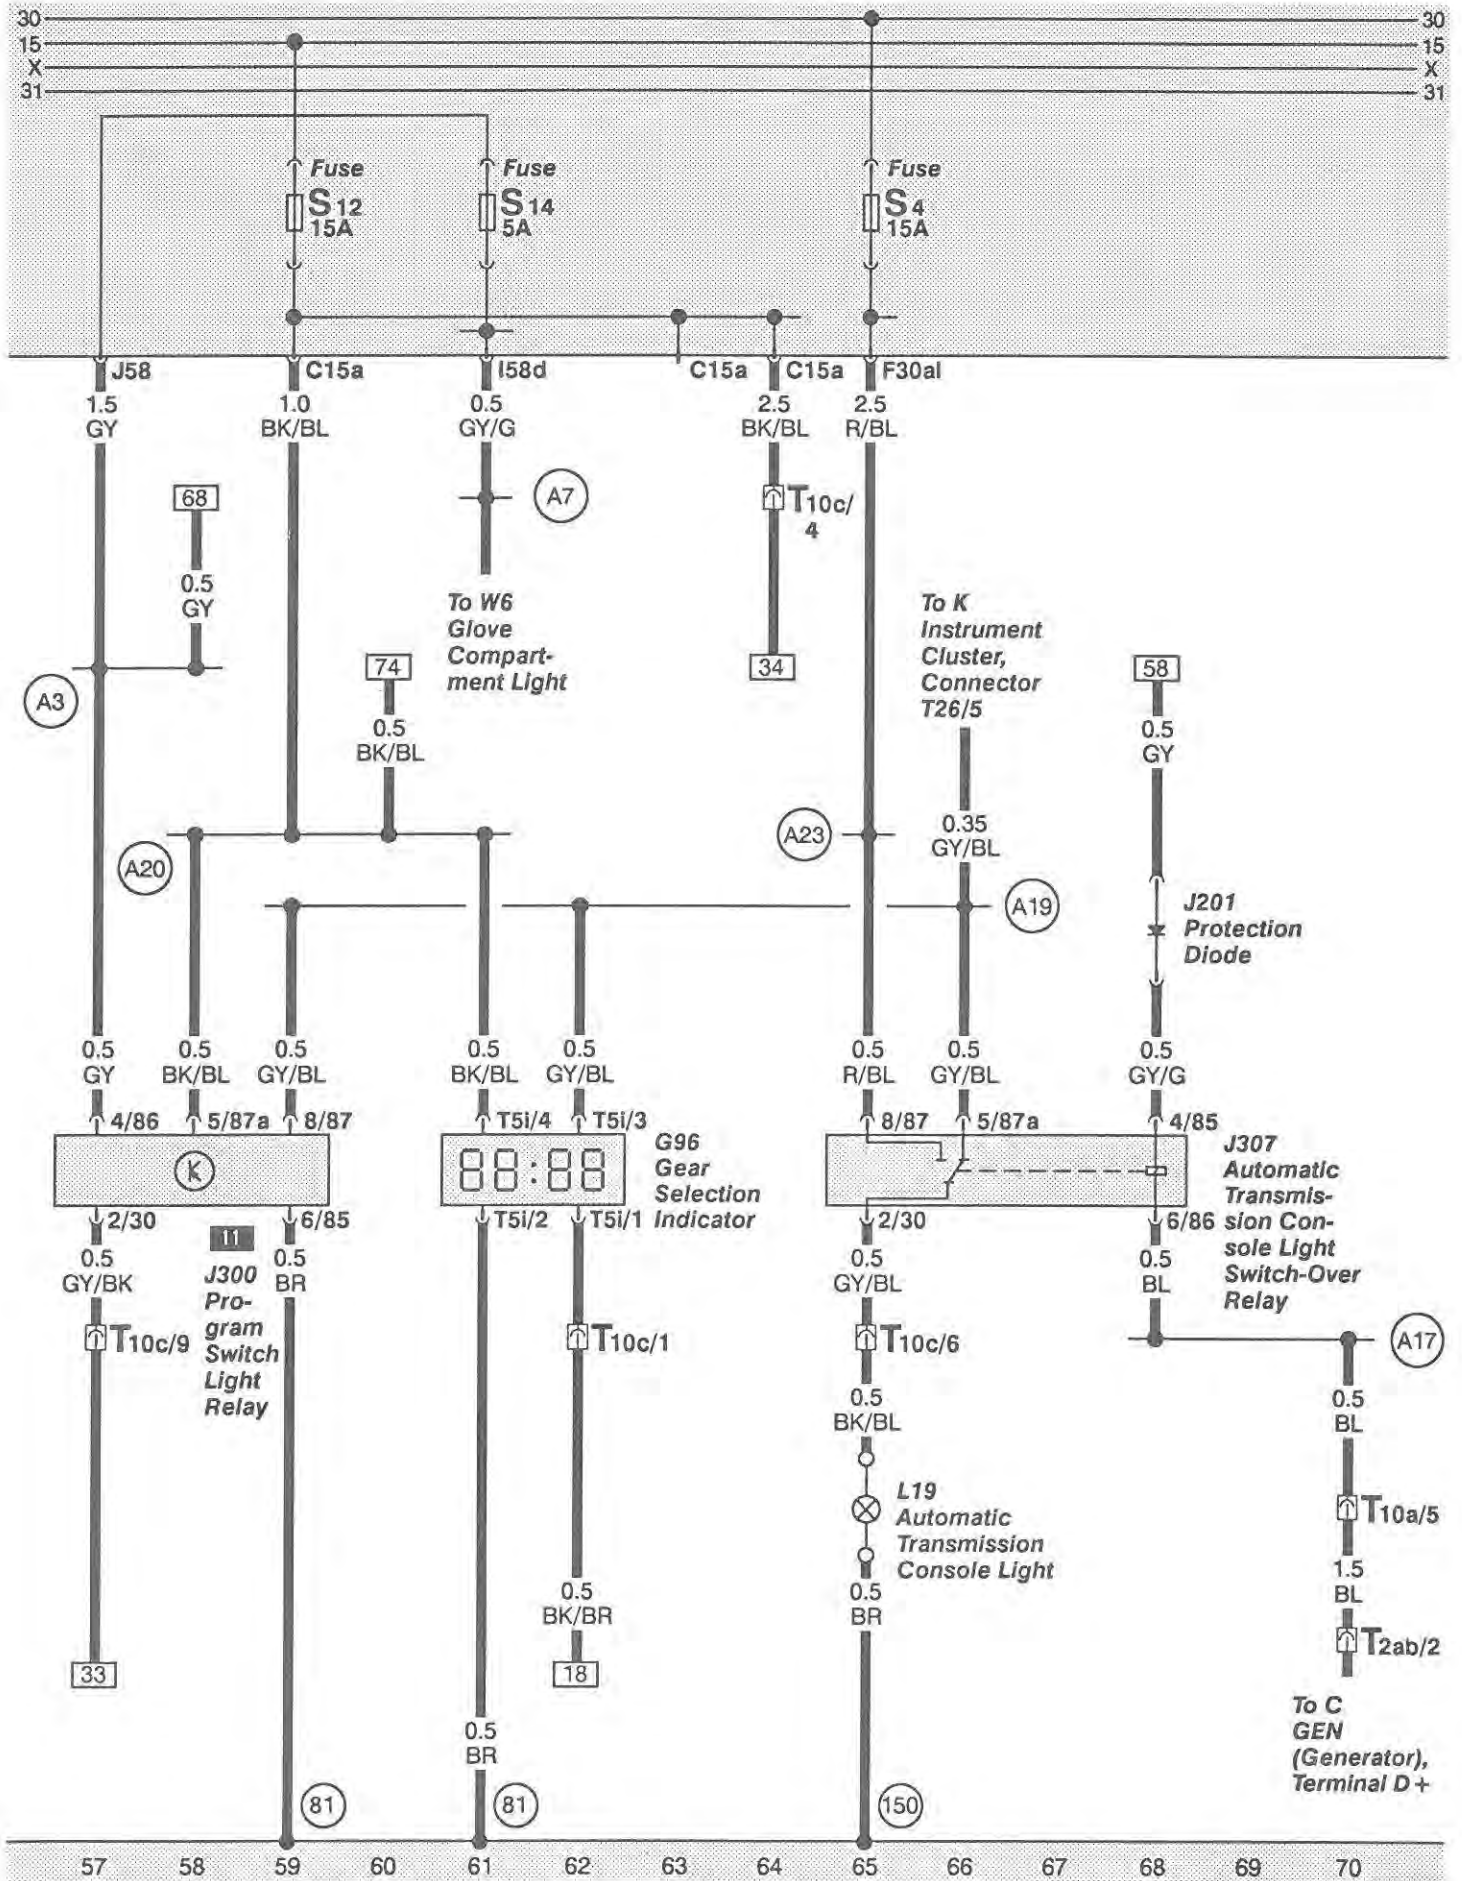 30 30
15 15
X X
31 31
Fuse Fuse Fuse
S12 S14 S4
15A 5A 15A
J58 C15a I58d C15a C15a F30al
1.5 1.0 0.5 2.5 2.5
GY BK/BL GY/G BK/BL R/BL
68 A7 T10c/
4
0.5
GY
To W6
Glove
Compart-
ment Light
To K
Instrument
Cluster,
Connector
T26/5
74 34 58
A3
0.5
BK/BL
0.5
GY
A20 A23
0.35
GY/BL
A19
J201
Protection
Diode
0.5 0.5 0.5 0.5 0.5 0.5 0.5 0.5
GY BK/BL GY/BL BK/BL GY/BL R/BL GY/BL GY/G
4/86 5/87a 8/87 T5i/4 T5i/3 8/87 5/87a 4/85
K
88:88
G96
Gear
Selection
Indicator
J307
Automatic
Transmis-
sion Con-
sole Light
Switch-Over
Relay
2/30 6/85 T5i/2 T5i/1 2/30 6/86
11
0.5 0.5 0.5 0.5
GY/BK BR GY/BL BL
J300
Pro-
gram
Switch
Light
Relay
T10c/9 T10c/1 T10c/6 A17
0.5 0.5
BK/BL BL
L19
Automatic
Transmission
Console Light
T10a/5
0.5 0.5 1.5
BK/BR BR BL
T2ab/2
33 18
To C
GEN
(Generator),
Terminal D+
0.5
BR
81 81 150
57 58 59 60 61 62 63 64 65 66 67 68 69 70